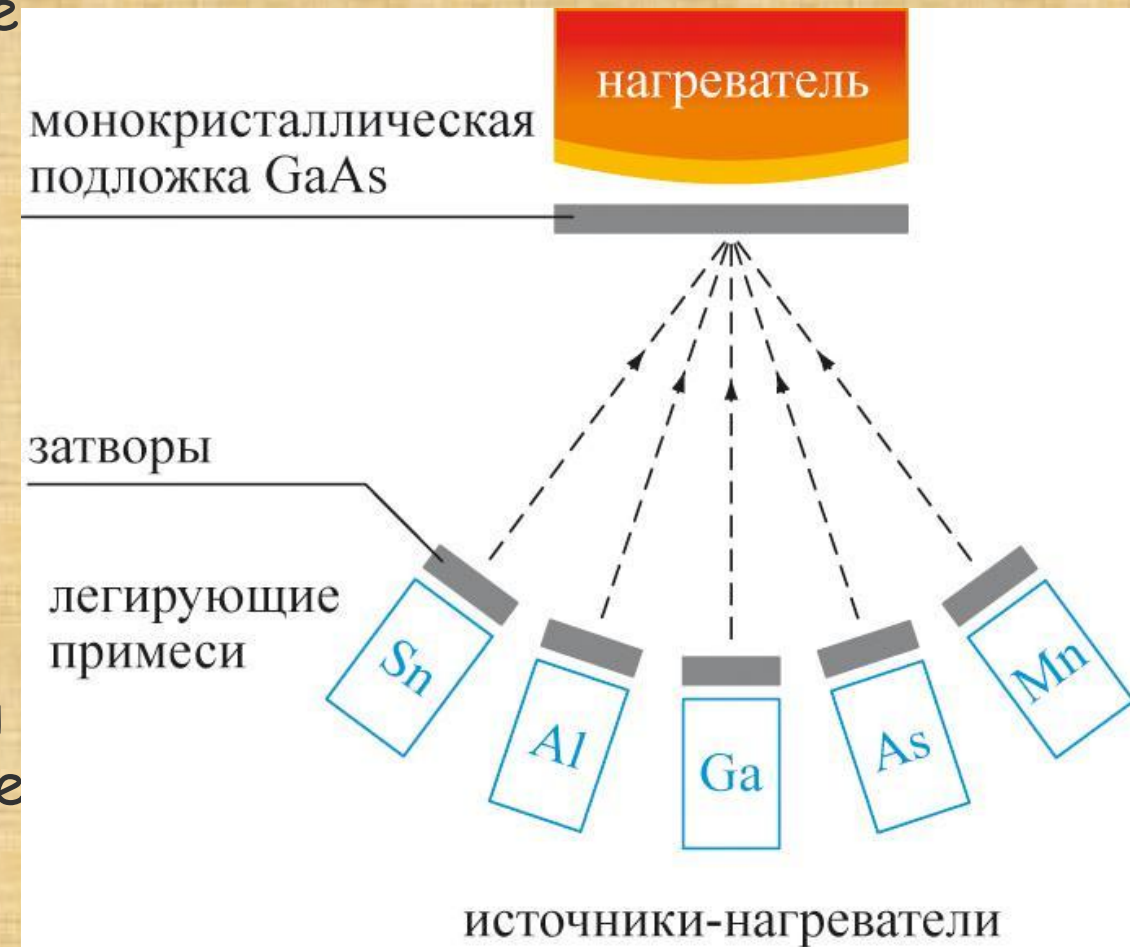 нагреватель
монокристаллическая
подложка GaAs
затворы
легирующие
примеси
Sn
Al
Ga
As
Mn
источники-нагреватели